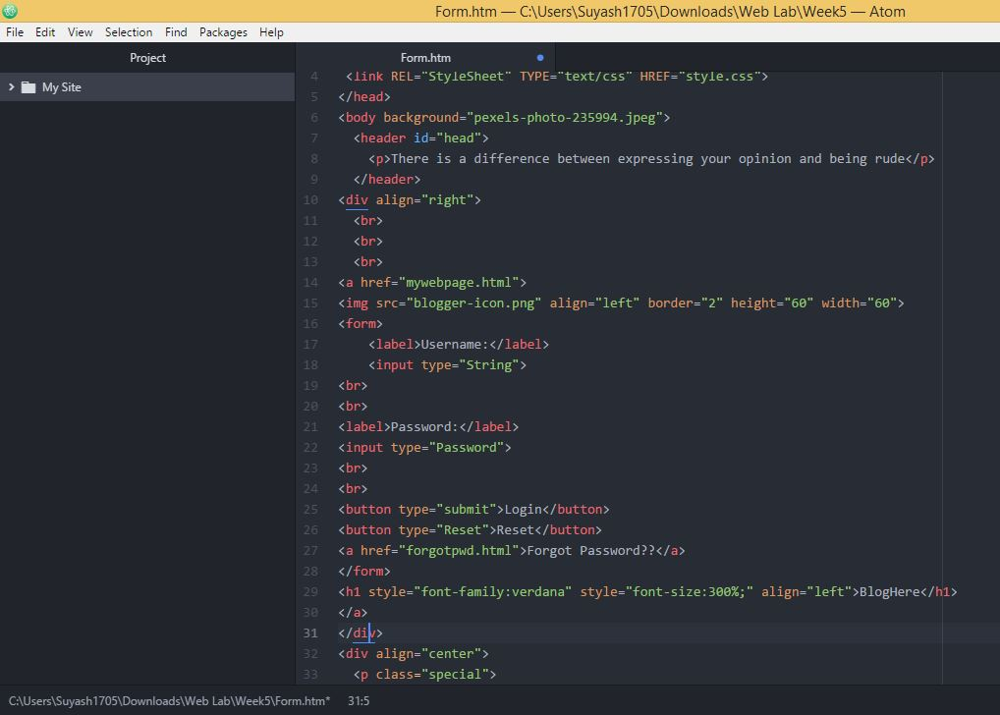 Form.htm — C:\Users\Suyash1705\Downloads\Web Lab\Week5 — Atom
File Edit View Selection Find Packages Help
Project
Form.htm
My Site
4 <link REL="StyleSheet" TYPE="text/css" HREF="style.css">
5 </head>
6 <body background="pexels-photo-235994.jpeg">
7 <header id="head">
8 <p>There is a difference between expressing your opinion and being rude</p>
9 </header>
10 <div align="right">
11 <br>
12 <br>
13 <br>
14 <a href="mywebpage.html">
15 <img src="blogger-icon.png" align="left" border="2" height="60" width="60">
16 <form>
17 <label>Username:</label>
18 <input type="String">
19 <br>
20 <br>
21 <label>Password:</label>
22 <input type="Password">
23 <br>
24 <br>
25 <button type="submit">Login</button>
26 <button type="Reset">Reset</button>
27 <a href="forgotpwd.html">Forgot Password??</a>
28 </form>
29 <h1 style="font-family:verdana" style="font-size:300%;" align="left">BlogHere</h1>
30 </a>
31 </div>
32 <div align="center">
33 <p class="special">
C:\Users\Suyash1705\Downloads\Web Lab\Week5\Form.htm* 31:5